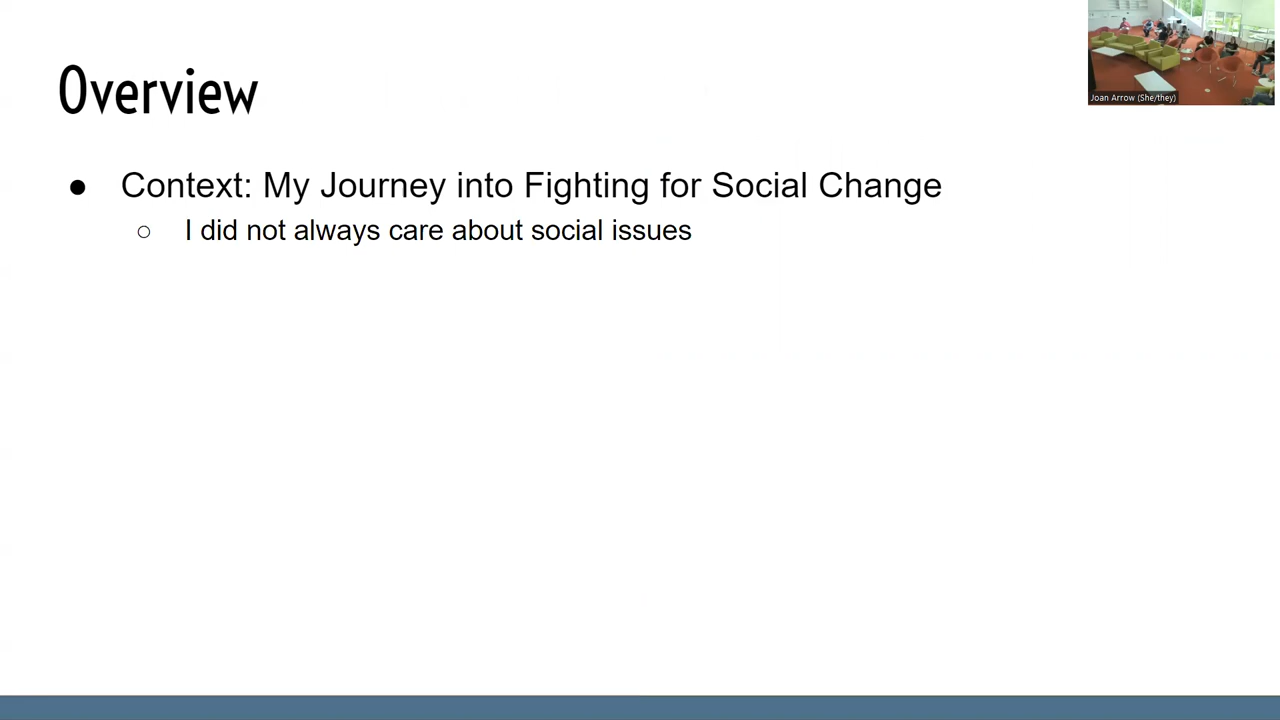 Overview
Joan Arrow (She/they)
● Context: My Journey into Fighting for Social Change
○ I did not always care about social issues